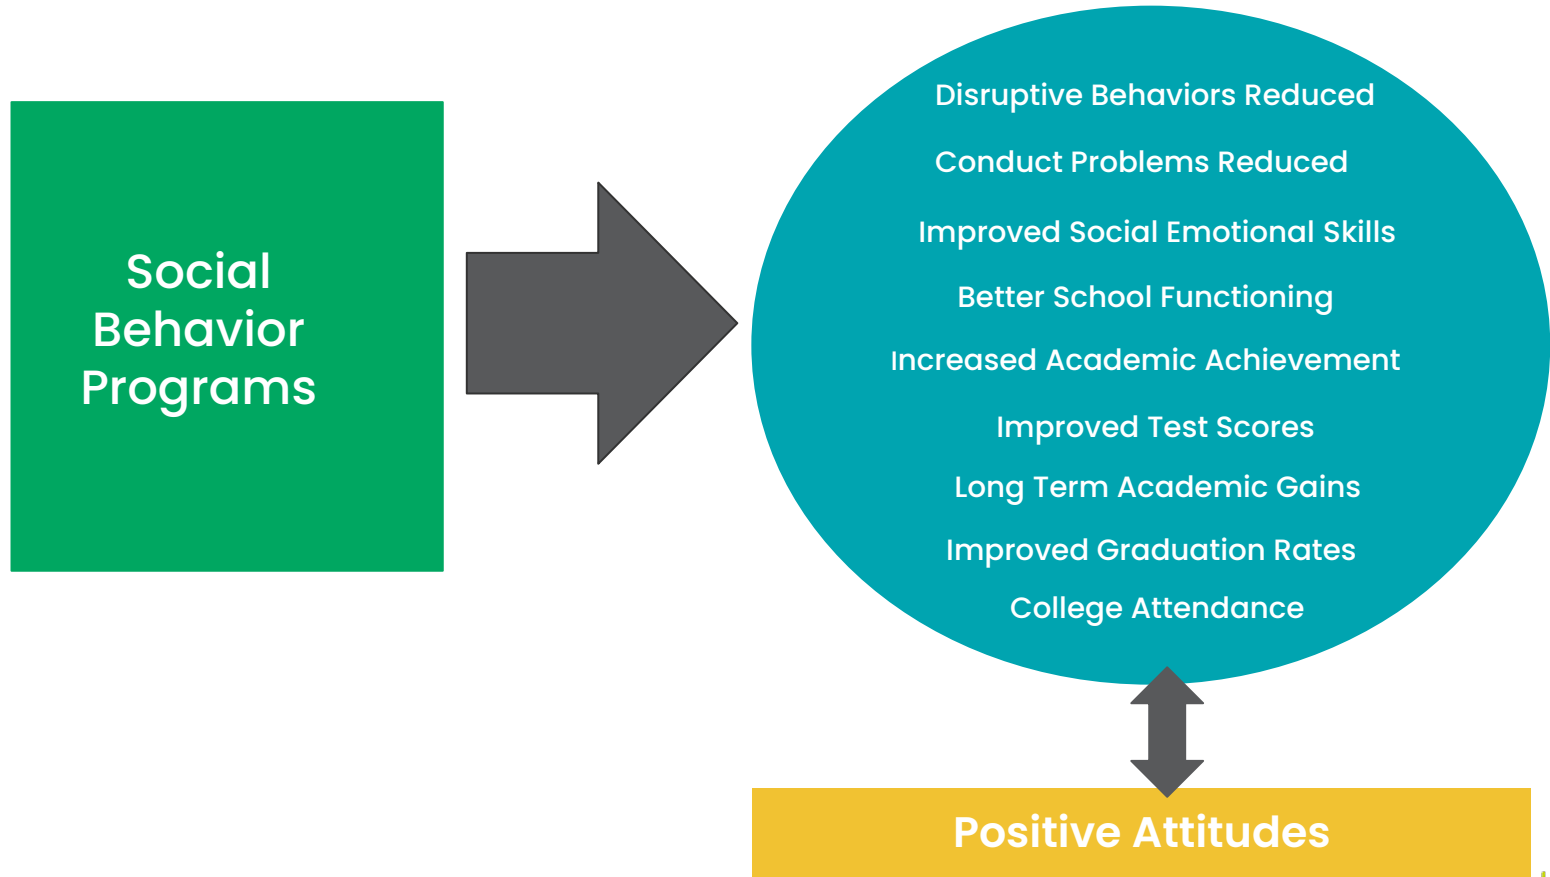 Social
Behavior
Programs
Disruptive Behaviors Reduced
Conduct Problems Reduced
Improved Social Emotional Skills
Better School Functioning
Increased Academic Achievement
Improved Test Scores
Long Term Academic Gains
Improved Graduation Rates
College Attendance
Positive Attitudes